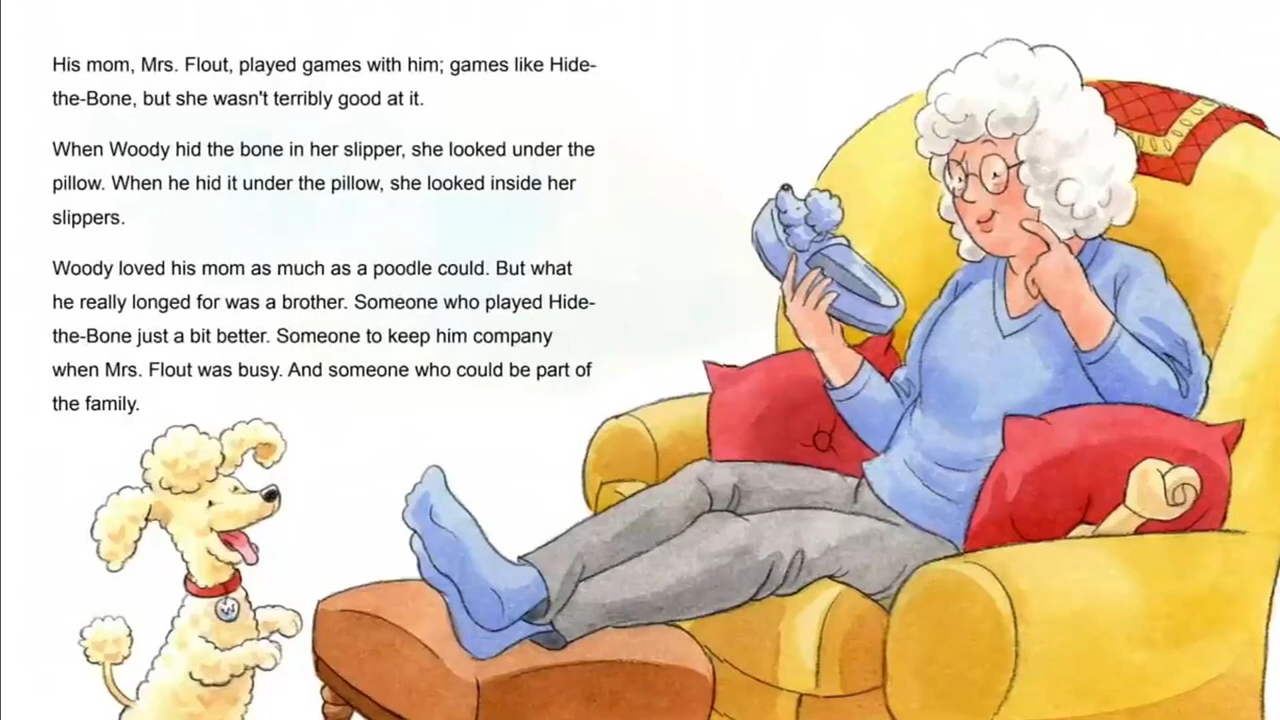 His mom, Mrs. Flout, played games with him; games like Hide-
the-Bone, but she wasn't terribly good at it.
When Woody hid the bone in her slipper, she looked under the
pillow. When he hid it under the pillow, she looked inside her
slippers.
Woody loved his mom as much as a poodle could. But what
he really longed for was a brother. Someone who played Hide-
the-Bone just a bit better. Someone to keep him company
when Mrs. Flout was busy. And someone who could be part of
the family.
W